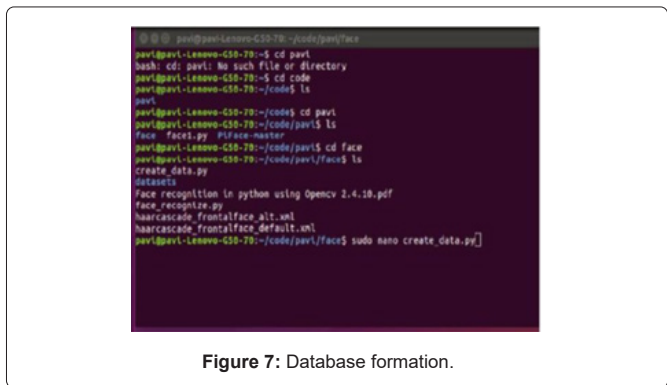 pavi@pavi-Lenovo-G50-70: ~/code/pavi/face
pavi@pavi-Lenovo-G50-70:~$ cd pavi
bash: cd: pavi: No such file or directory
pavi@pavi-Lenovo-G50-70:~$ cd code
pavi@pavi-Lenovo-G50-70:~/code$ ls
pavi
pavi@pavi-Lenovo-G50-70:~/code$ cd pavi
pavi@pavi-Lenovo-G50-70:~/code/pavi$ ls
face face1.py PiFace-master
pavi@pavi-Lenovo-G50-70:~/code/pavi$ cd face
pavi@pavi-Lenovo-G50-70:~/code/pavi/face$ ls
create_data.py
datasets
Face recognition in python using Opencv 2.4.10.pdf
face_recognize.py
haarcascade_frontalface_alt.xml
haarcascade_frontalface_default.xml
pavi@pavi-Lenovo-G50-70:~/code/pavi/face$ sudo nano create_data.py
Figure 7: Database formation.